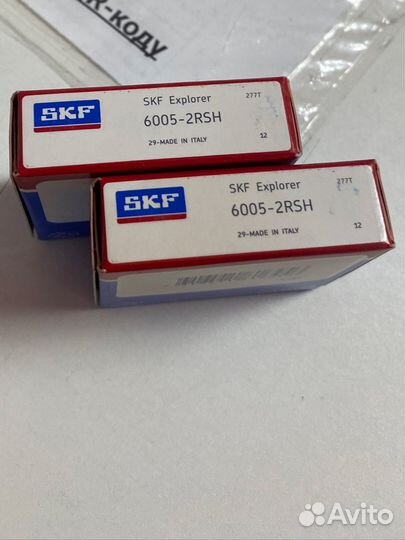 R-КОДУ
SKF
SKF Explorer
277T
6005-2RSH
29-MADE IN ITALY
12
SKF
SKF Explorer
277T
6005-2RSH
29-MADE IN ITALY
12
Avito